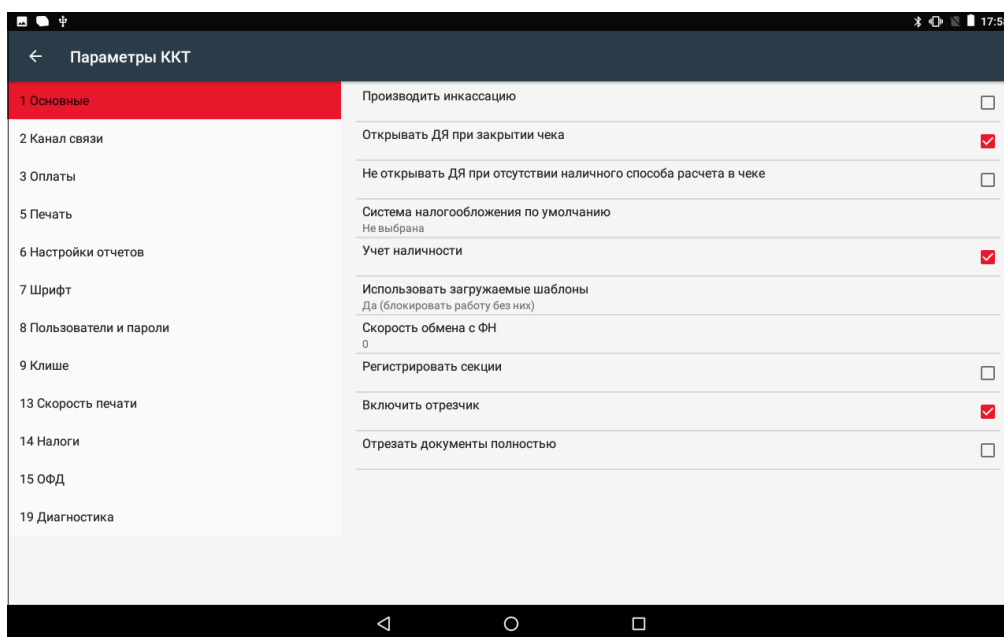 17:5
Параметры ККТ
1 Основные
2 Канал связи
3 Оплаты
5 Печать
6 Настройки отчетов
7 Шрифт
8 Пользователи и пароли
9 Клише
13 Скорость печати
14 Налоги
15 ОФД
19 Диагностика
Производить инкассацию
Открывать ДЯ при закрытии чека
Не открывать ДЯ при отсутствии наличного способа расчета в чеке
Система налогообложения по умолчанию
Не выбрана
Учет наличности
Использовать загружаемые шаблоны
Да (блокировать работу без них)
Скорость обмена с ФН
0
Регистрировать секции
Включить отрезчик
Отрезать документы полностью